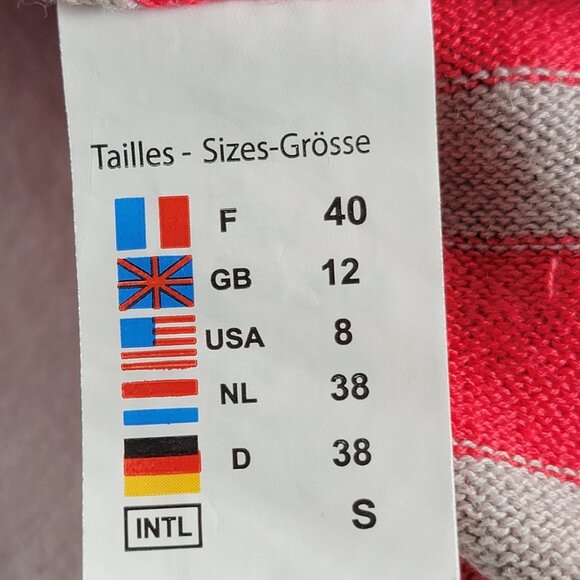 Tailles - Sizes-Grösse
F 40
GB 12
USA 8
NL 38
D 38
INTL S